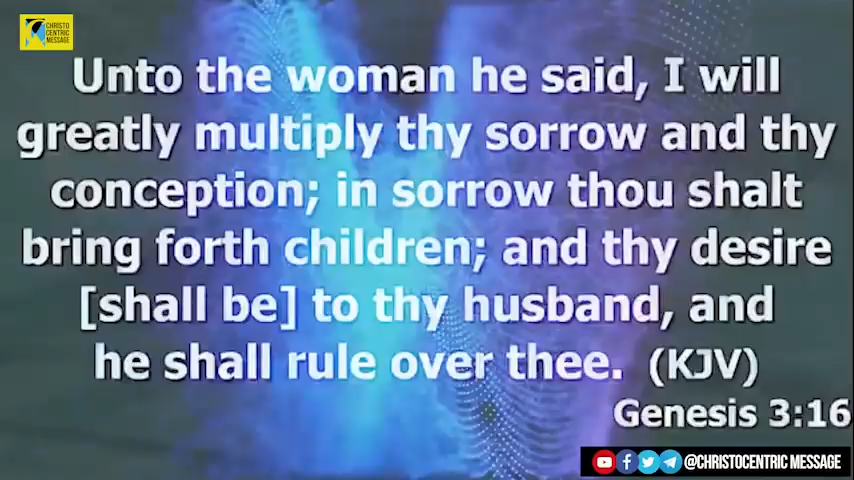 CHRISTO
CENTRIC
MESSAGE
Unto the woman he said, I will
greatly multiply thy sorrow and thy
conception; in sorrow thou shalt
bring forth children; and thy desire
[shall be] to thy husband, and
he shall rule over thee. (KJV)
Genesis 3:16
@CHRISTOCENTRIC MESSAGE